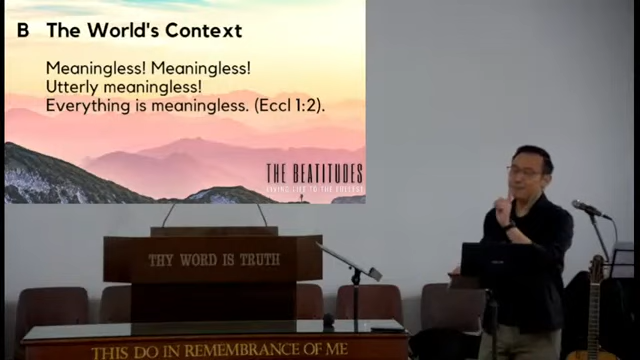 B The World's Context
Meaningless! Meaningless!
Utterly meaningless!
Everything is meaningless. (Eccl 1:2).
THE BEATITUDES
LIVING LIFE TO THE FULLEST
THY WORD IS TRUTH
THIS DO IN REMEMBRANCE OF ME